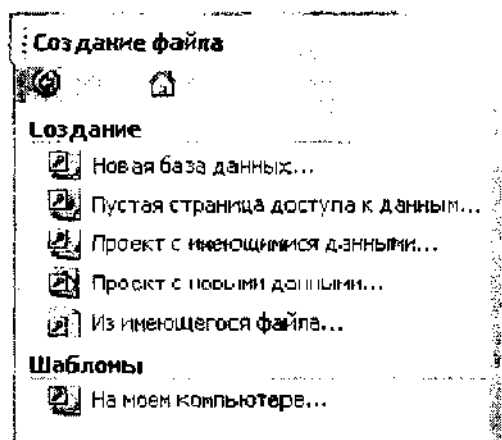 Создание файла
Создание
Новая база данных...
Пустая страница доступа к данным...
Проект с имеющимися данными...
Проект с новыми данными...
Из имеющегося файла...
Шаблоны
На моем компьютере...